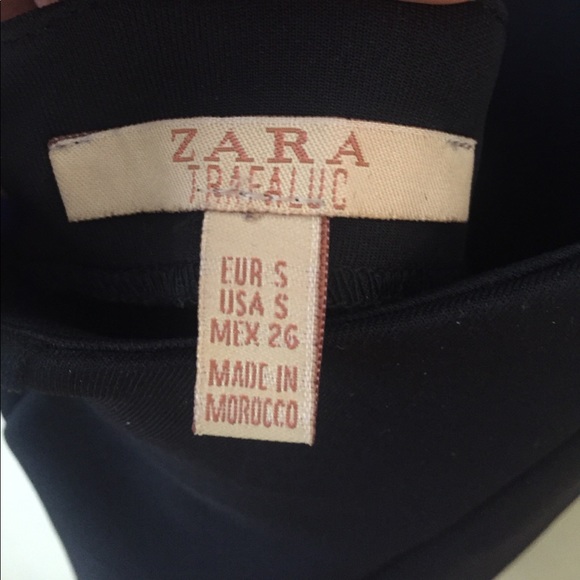 ZARA
TRAFALUC
EUR S
USA S
MEX 26
MADE IN
MOROCCO